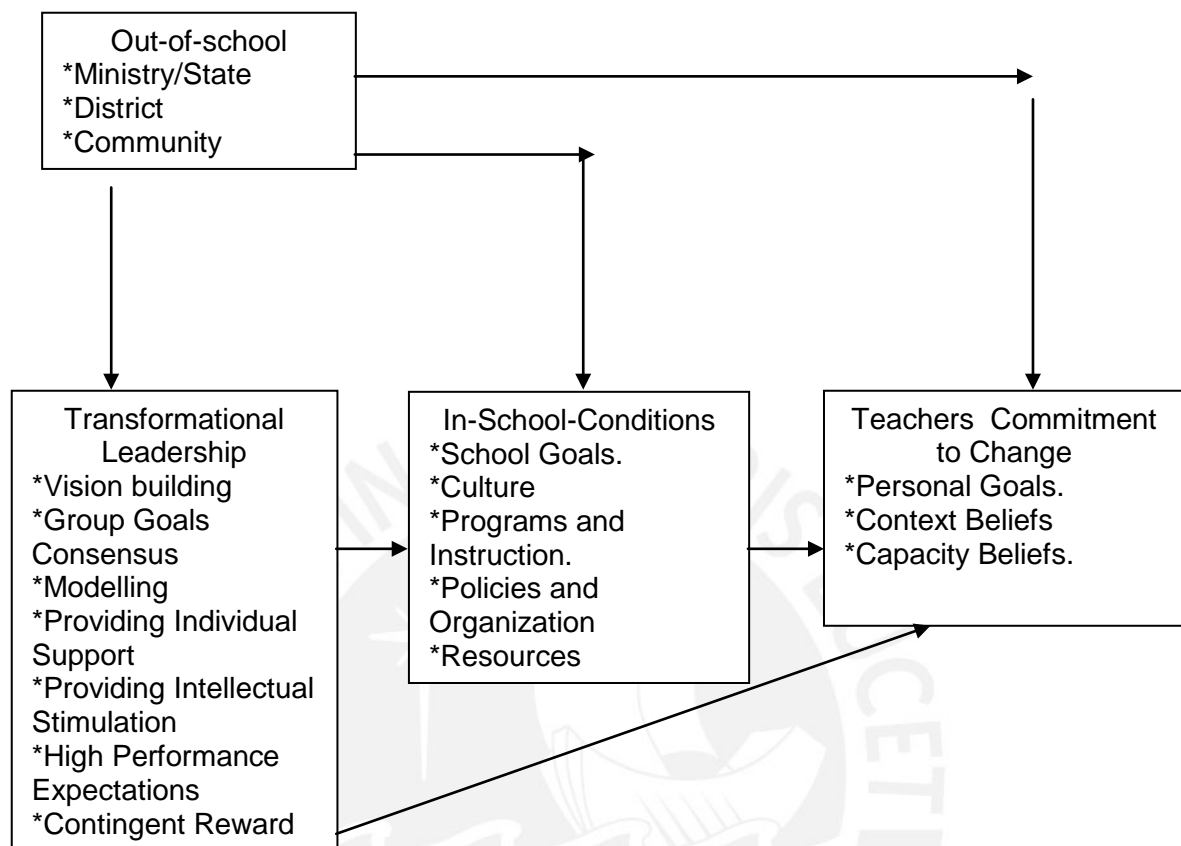 Out-of-school
*Ministry/State
*District
*Community
Transformational
Leadership
*Vision building
*Group Goals
Consensus
*Modelling
*Providing Individual
Support
*Providing Intellectual
Stimulation
*High Performance
Expectations
*Contingent Reward
In-School-Conditions
*School Goals.
*Culture
*Programs and
Instruction.
*Policies and
Organization
*Resources
Teachers Commitment
to Change
*Personal Goals.
*Context Beliefs
*Capacity Beliefs.